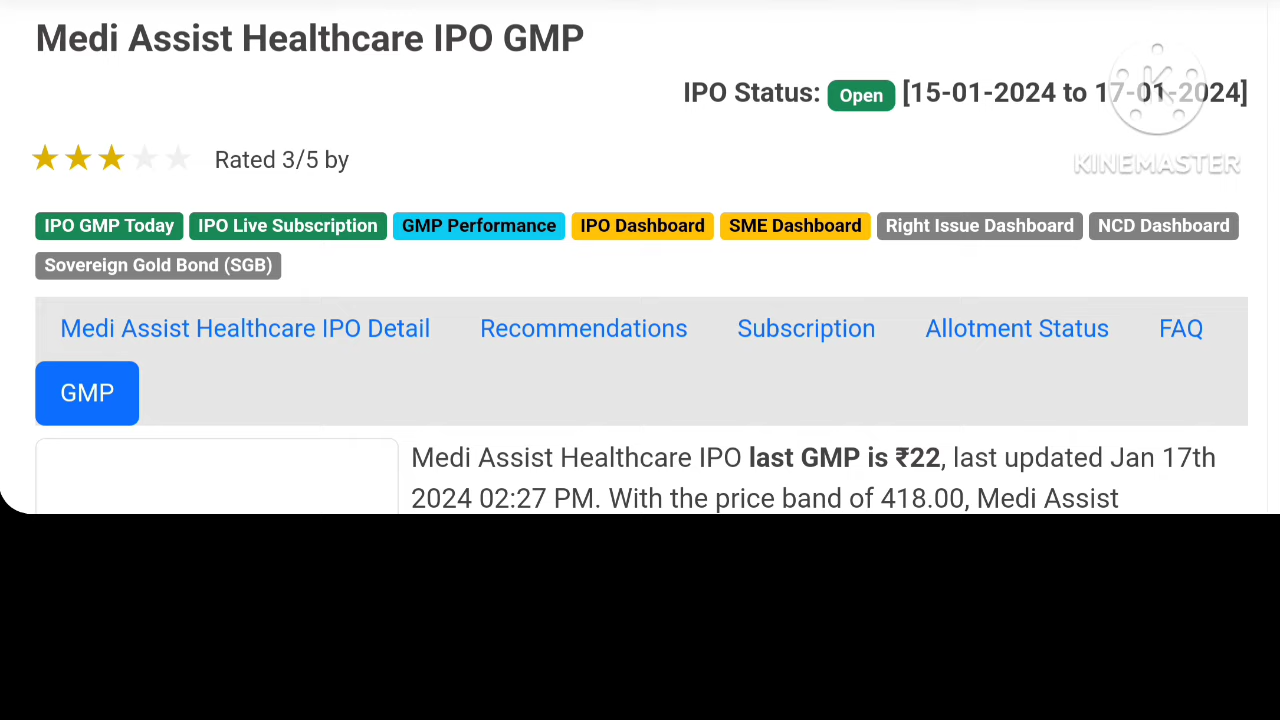 Medi Assist Healthcare IPO GMP
IPO Status: Open [15-01-2024 to 17-01-2024]
KINEMASTER
Rated 3/5 by
IPO GMP Today IPO Live Subscription GMP Performance IPO Dashboard SME Dashboard Right Issue Dashboard NCD Dashboard
Sovereign Gold Bond (SGB)
Medi Assist Healthcare IPO Detail Recommendations Subscription Allotment Status FAQ
GMP
Medi Assist Healthcare IPO last GMP is ₹22, last updated Jan 17th
2024 02:27 PM. With the price band of 418.00, Medi Assist